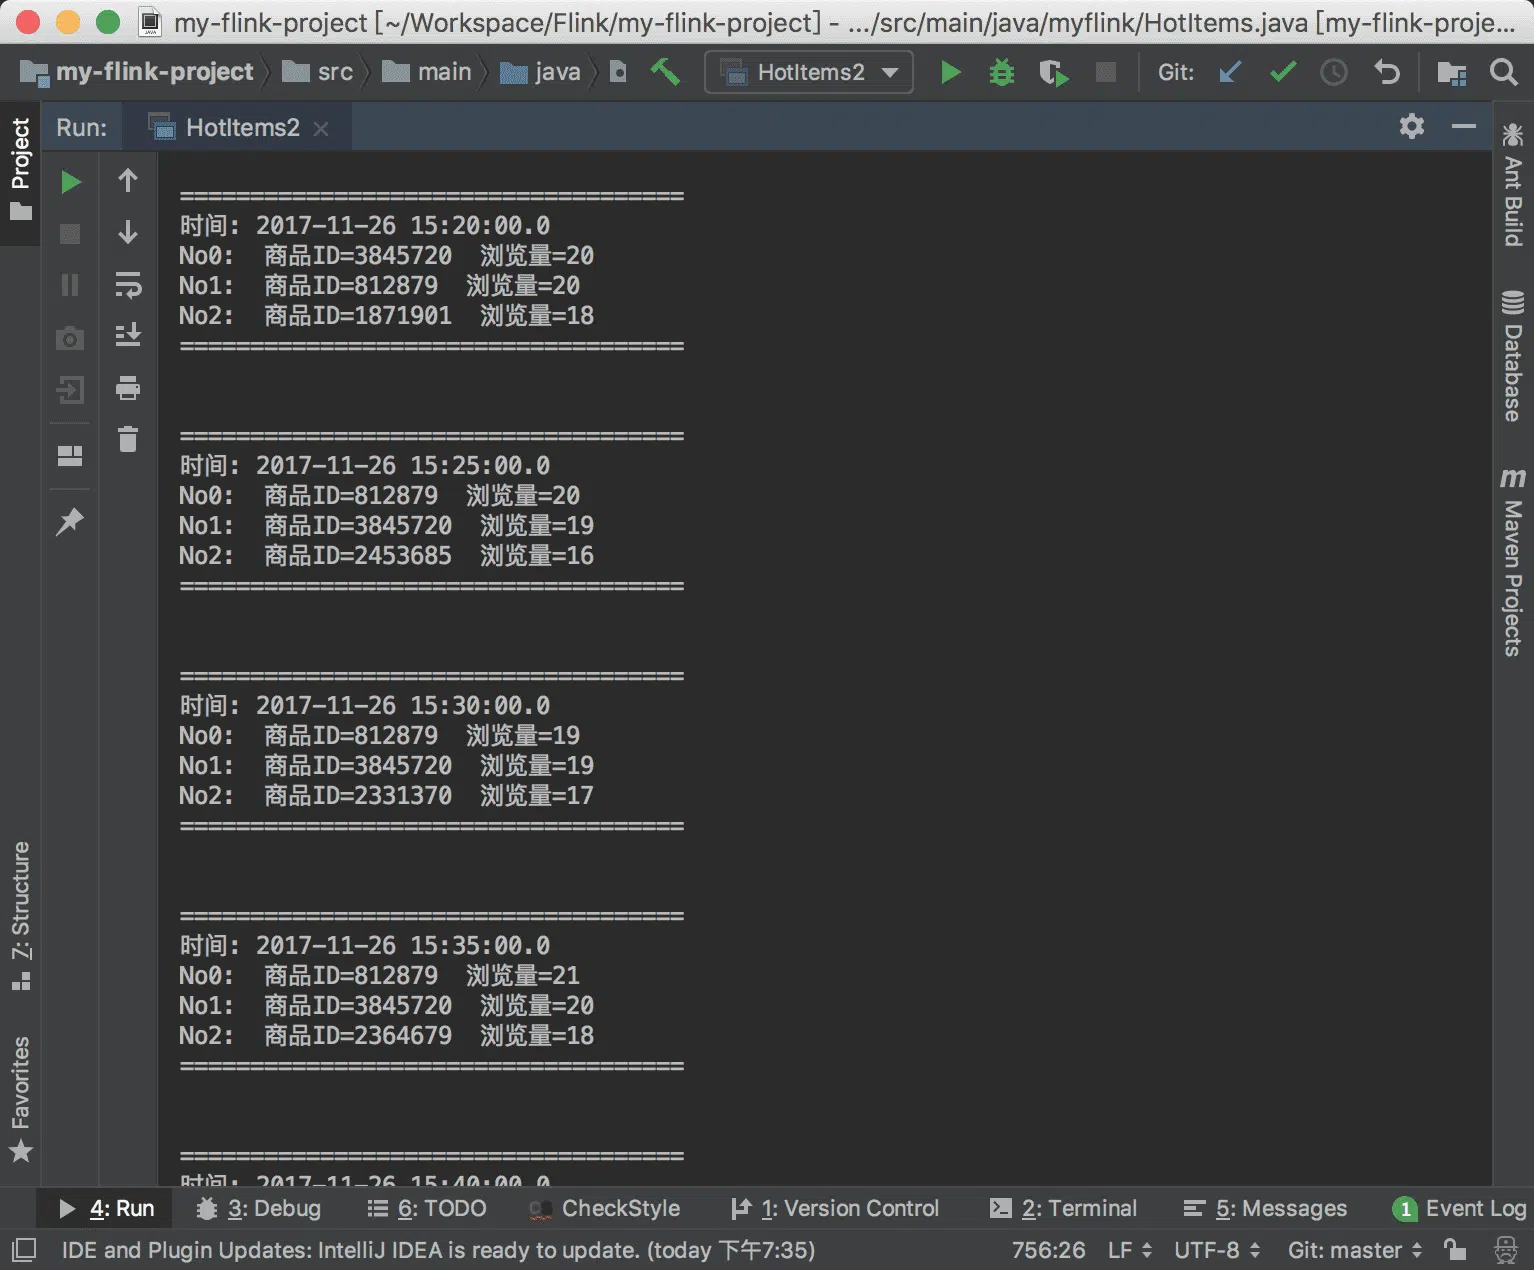 my-flink-project [~/Workspace/Flink/my-flink-project] - .../src/main/java/myflink/HotItems.java [my-flink-proje...
my-flink-project src main java HotItems2 Git:
Run: HotItems2
Project
Ant Build
Database
m Maven Projects
Z: Structure
Favorites
====================================
时间: 2017-11-26 15:20:00.0
No0: 商品ID=3845720 浏览量=20
No1: 商品ID=812879 浏览量=20
No2: 商品ID=1871901 浏览量=18
====================================
====================================
时间: 2017-11-26 15:25:00.0
No0: 商品ID=812879 浏览量=20
No1: 商品ID=3845720 浏览量=19
No2: 商品ID=2453685 浏览量=16
====================================
====================================
时间: 2017-11-26 15:30:00.0
No0: 商品ID=812879 浏览量=19
No1: 商品ID=3845720 浏览量=19
No2: 商品ID=2331370 浏览量=17
====================================
====================================
时间: 2017-11-26 15:35:00.0
No0: 商品ID=812879 浏览量=21
No1: 商品ID=3845720 浏览量=20
No2: 商品ID=2364679 浏览量=18
====================================
====================================
时间: 2017-11-26 15:40:00.0
4: Run 3: Debug 6: TODO CheckStyle 1: Version Control 2: Terminal 5: Messages 1 Event Log
IDE and Plugin Updates: IntelliJ IDEA is ready to update. (today 下午7:35) 756:26 LF UTF-8 Git: master